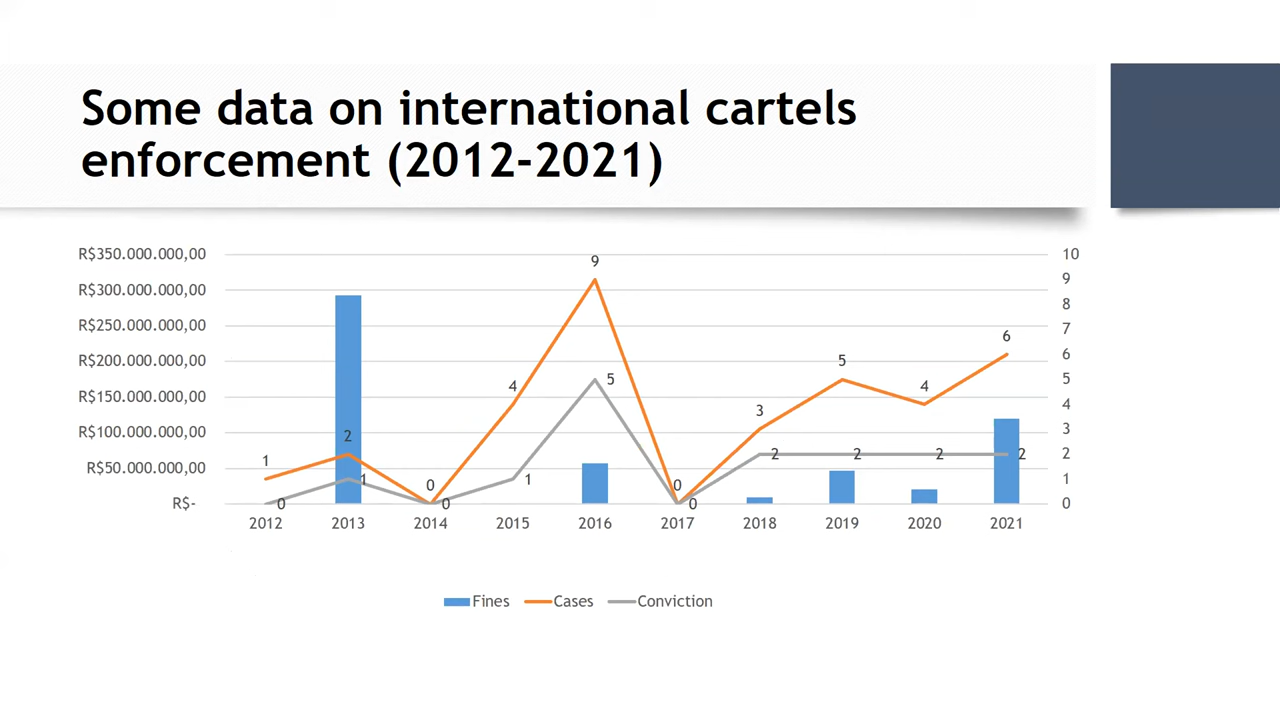 Some data on international cartels
enforcement (2012-2021)
R$350.000.000,00
R$300.000.000,00
R$250.000.000,00
R$200.000.000,00
R$150.000.000,00
R$100.000.000,00
R$50.000.000,00
R$-
1
2
0
4
9
0
3
5
4
6
0
1
0
1
5
0
2
2
2
2
10
9
8
7
6
5
4
3
2
1
0
2012 2013 2014 2015 2016 2017 2018 2019 2020 2021
Fines Cases Conviction